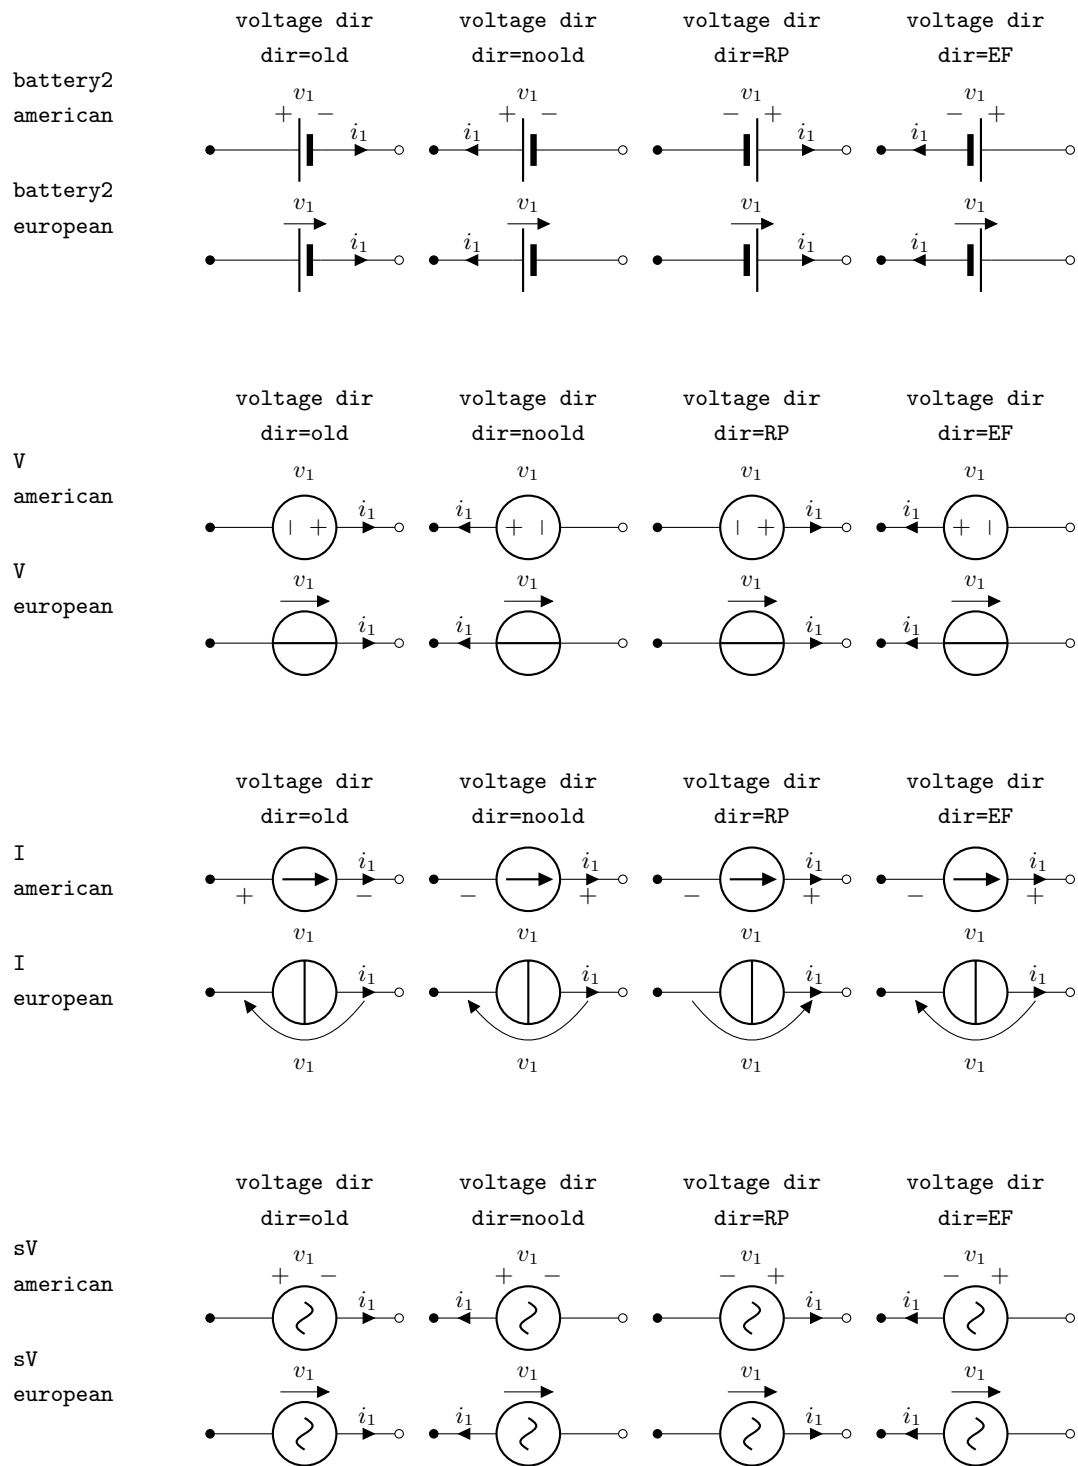 voltage dir voltage dir voltage dir voltage dir
dir=old dir=noold dir=RP dir=EF
battery2
v₁ v₁ v₁ v₁
american + − + − − + − +
i₁ i₁ i₁ i₁
battery2
v₁ v₁ v₁ v₁
european
i₁ i₁ i₁ i₁
voltage dir voltage dir voltage dir voltage dir
dir=old dir=noold dir=RP dir=EF
V
v₁ v₁ v₁ v₁
american
i₁ i₁ i₁ i₁
− + + − − + + −
V
v₁ v₁ v₁ v₁
european
i₁ i₁ i₁ i₁
voltage dir voltage dir voltage dir voltage dir
dir=old dir=noold dir=RP dir=EF
I
i₁ i₁ i₁ i₁
american
+ − − + − + − +
v₁ v₁ v₁ v₁
I
i₁ i₁ i₁ i₁
european
v₁ v₁ v₁ v₁
voltage dir voltage dir voltage dir voltage dir
dir=old dir=noold dir=RP dir=EF
sV
v₁ v₁ v₁ v₁
american + − + − − + − +
i₁ i₁ i₁ i₁
sV
v₁ v₁ v₁ v₁
european
i₁ i₁ i₁ i₁